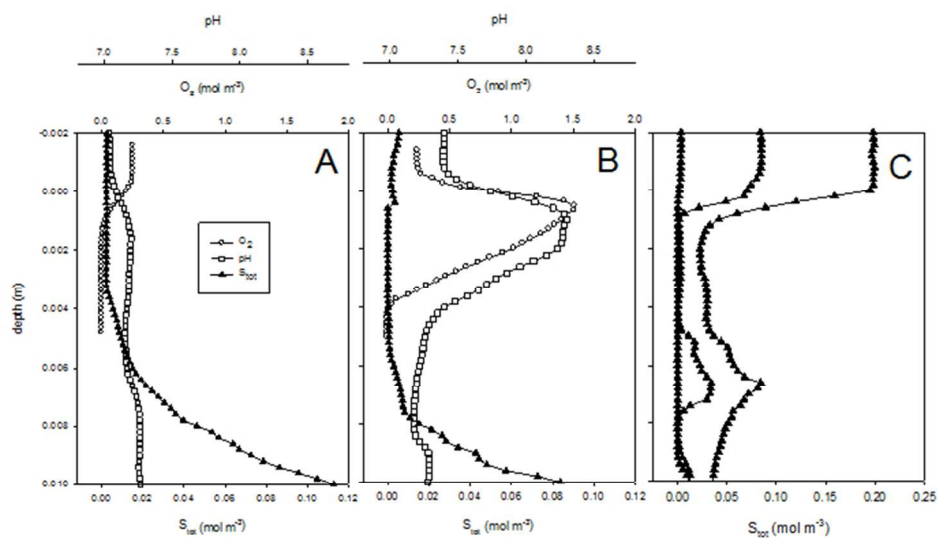 pH
pH
7.0 7.5 8.0 8.5
7.0 7.5 8.0 8.5
O₂ (mol m⁻³)
O₂ (mol m⁻³)
0.0 0.5 1.0 1.5 2.0
0.0 0.5 1.0 1.5 2.0
-0.002
0.000
0.002
0.004
0.006
0.008
0.010
depth (m)
A
B
C
O₂
pH
Stot
0.00 0.02 0.04 0.06 0.08 0.10 0.12
0.00 0.02 0.04 0.06 0.08 0.10 0.12
0.00 0.05 0.10 0.15 0.20
Stot (mol m⁻³)
Stot (mol m⁻³)
Stot (mol m⁻³)